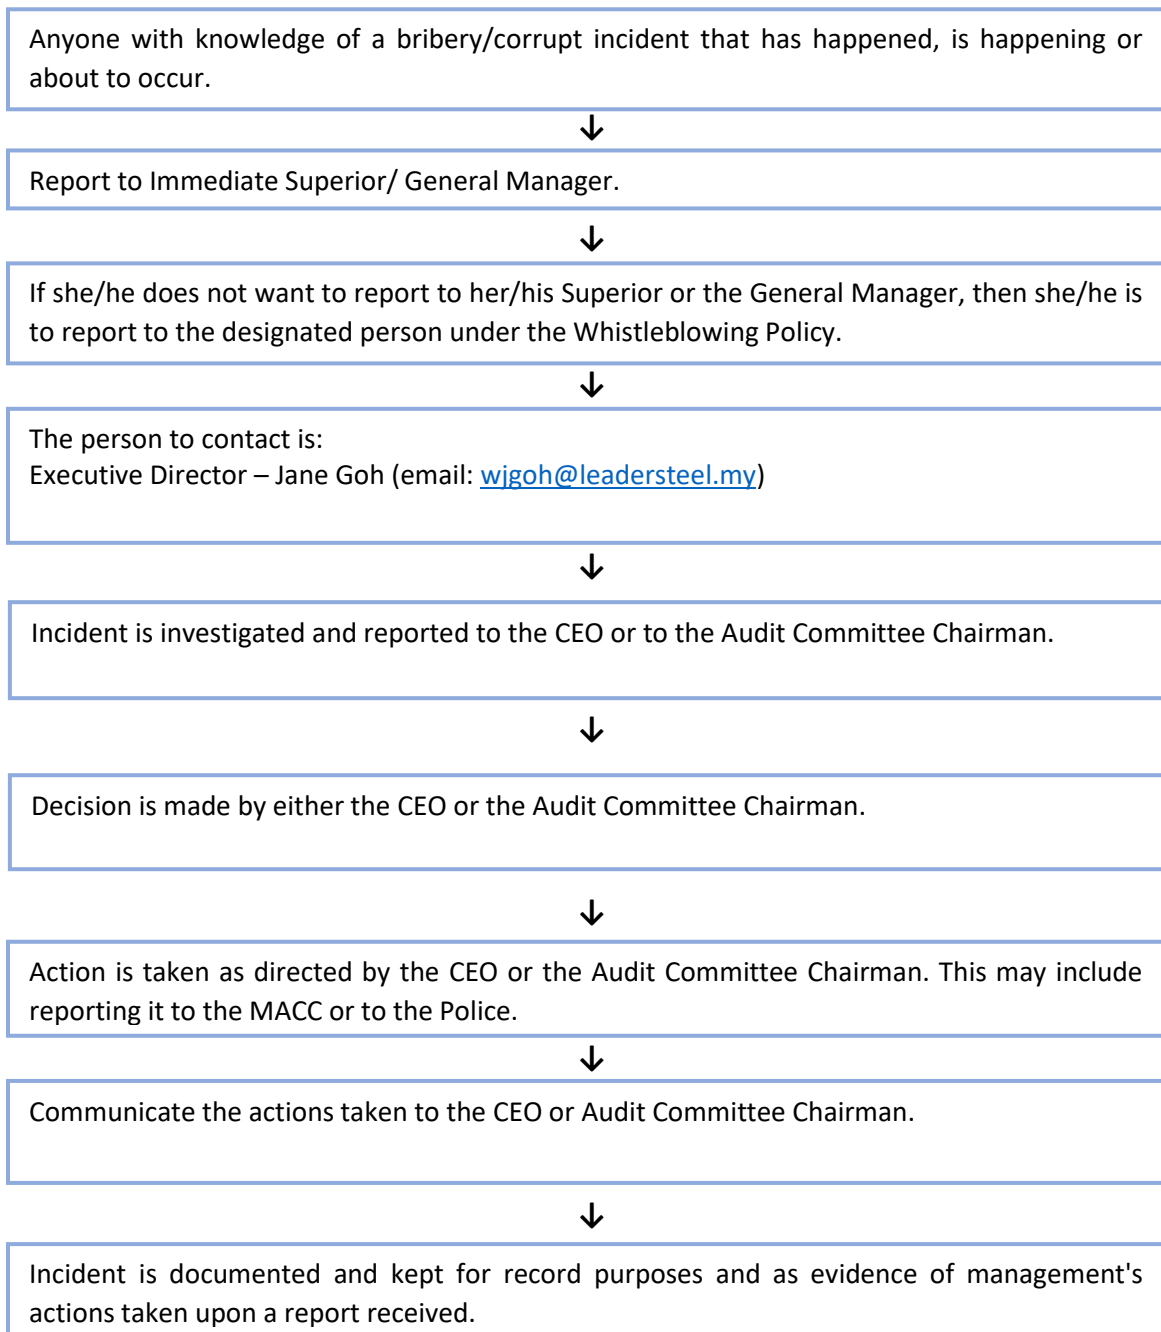 Anyone with knowledge of a bribery/corrupt incident that has happened, is happening or
about to occur.
Report to Immediate Superior/ General Manager.
If she/he does not want to report to her/his Superior or the General Manager, then she/he is
to report to the designated person under the Whistleblowing Policy.
The person to contact is:
Executive Director – Jane Goh (email: wjgoh@leadersteel.my)
Incident is investigated and reported to the CEO or to the Audit Committee Chairman.
Decision is made by either the CEO or the Audit Committee Chairman.
Action is taken as directed by the CEO or the Audit Committee Chairman. This may include
reporting it to the MACC or to the Police.
Communicate the actions taken to the CEO or Audit Committee Chairman.
Incident is documented and kept for record purposes and as evidence of management's
actions taken upon a report received.